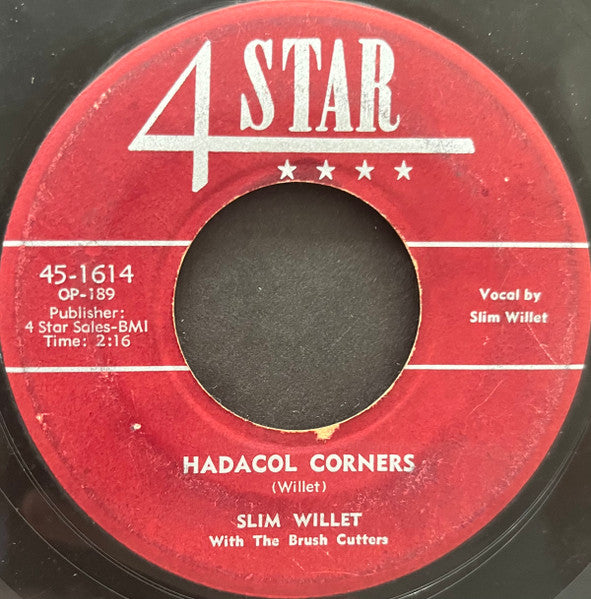 4 STAR
★ ★ ★ ★
45-1614
OP-189
Publisher:
4 Star Sales-BMI
Time: 2:16
Vocal by
Slim Willet
HADACOL CORNERS
(Willet)
SLIM WILLET
With The Brush Cutters